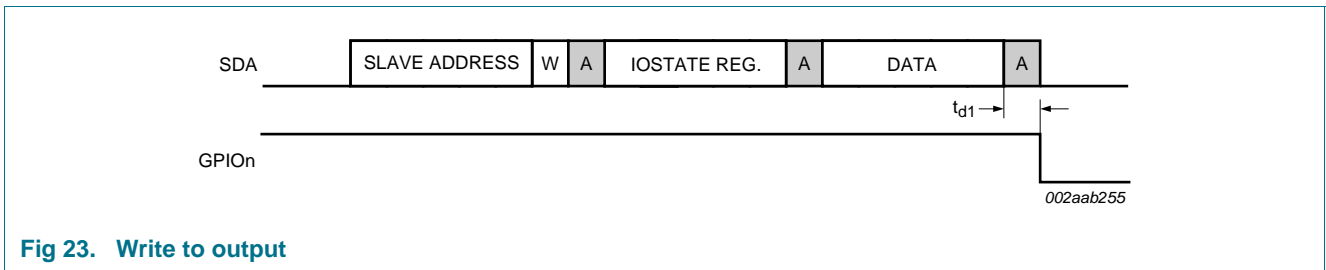 SDA SLAVE ADDRESS W A IOSTATE REG. A DATA A
td1
GPIOn
002aab255
Fig 23. Write to output